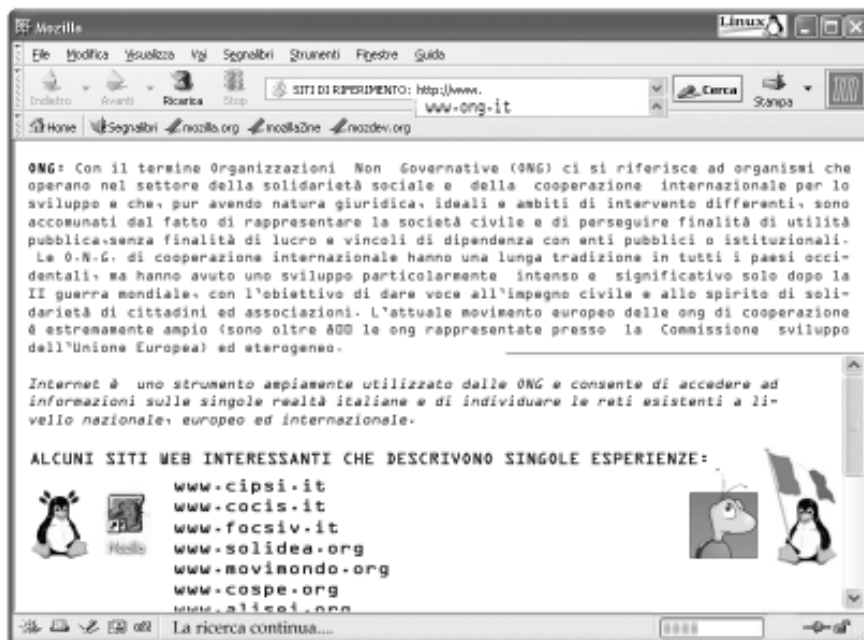 Mozilla
Linux
File Modifica Visualizza Vai Segnalibri Strumenti Finestre Guida
Indietro Avanti Ricarica Stop SITI DI RIFERIMENTO: http://www. Cerca Stampa
www.ong.it
Home Segnalibri mozilla.org mozillaZine mozdev.org
ONG: Con il termine Organizzazioni Non Governative (ONG) ci si riferisce ad organismi che
operano nel settore della solidarietà sociale e della cooperazione internazionale per lo
sviluppo e che, pur avendo natura giuridica, ideali e ambiti di intervento differenti, sono
accomunati dal fatto di rappresentare la società civile e di perseguire finalità di utilità
pubblica,senza finalità di lucro e vincoli di dipendenza con enti pubblici o istituzionali.
Le O.N.G. di cooperazione internazionale hanno una lunga tradizione in tutti i paesi occi-
dentali, ma hanno avuto uno sviluppo particolarmente intenso e significativo solo dopo la
II guerra mondiale, con l'obiettivo di dare voce all'impegno civile e allo spirito di soli-
darietà di cittadini ed associazioni. L'attuale movimento europeo delle ong di cooperazione
è estremamente ampio (sono oltre 800 le ong rappresentate presso la Commissione sviluppo
dell'Unione Europea) ed eterogeneo.
Internet è uno strumento ampiamente utilizzato dalle ONG e consente di accedere ad
informazioni sulle singole realtà italiane e di individuare le reti esistenti a li-
vello nazionale, europeo ed internazionale.
ALCUNI SITI WEB INTERESSANTI CHE DESCRIVONO SINGOLE ESPERIENZE:
www.cipsi.it
www.cocis.it
www.focsiv.it
Mozilla
www.solidea.org
www.movimondo.org
www.cospe.org
www.alisei.org
La ricerca continua....